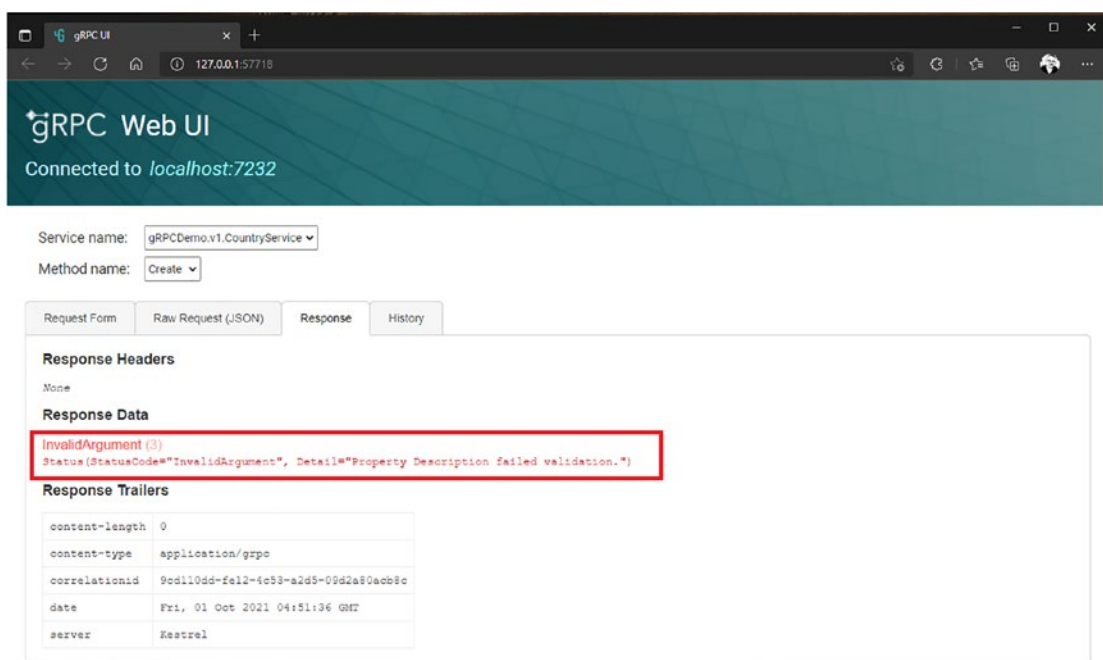 gRPC UI
127.0.0.1:57718
gRPC Web UI
Connected to localhost:7232
Service name: gRPCDemo.v1.CountryService
Method name: Create
Request Form Raw Request (JSON) Response History
Response Headers
None
Response Data
InvalidArgument (3)
Status(StatusCode="InvalidArgument", Detail="Property Description failed validation.")
Response Trailers
content-length 0
content-type application/grpc
correlationid 9cd110dd-fe12-4c53-a2d5-09d2a80acb8c
date Fri, 01 Oct 2021 04:51:36 GMT
server Kestrel